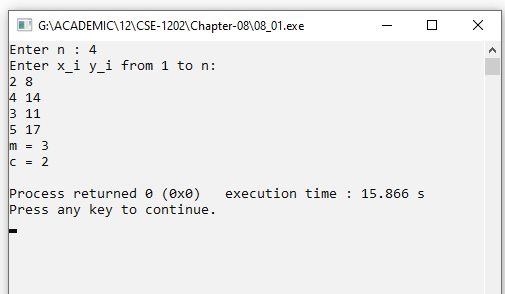 G:\ACADEMIC\12\CSE-1202\Chapter-08\08_01.exe
Enter n : 4
Enter x_i y_i from 1 to n:
2 8
4 14
3 11
5 17
m = 3
c = 2
Process returned 0 (0x0)   execution time : 15.866 s
Press any key to continue.